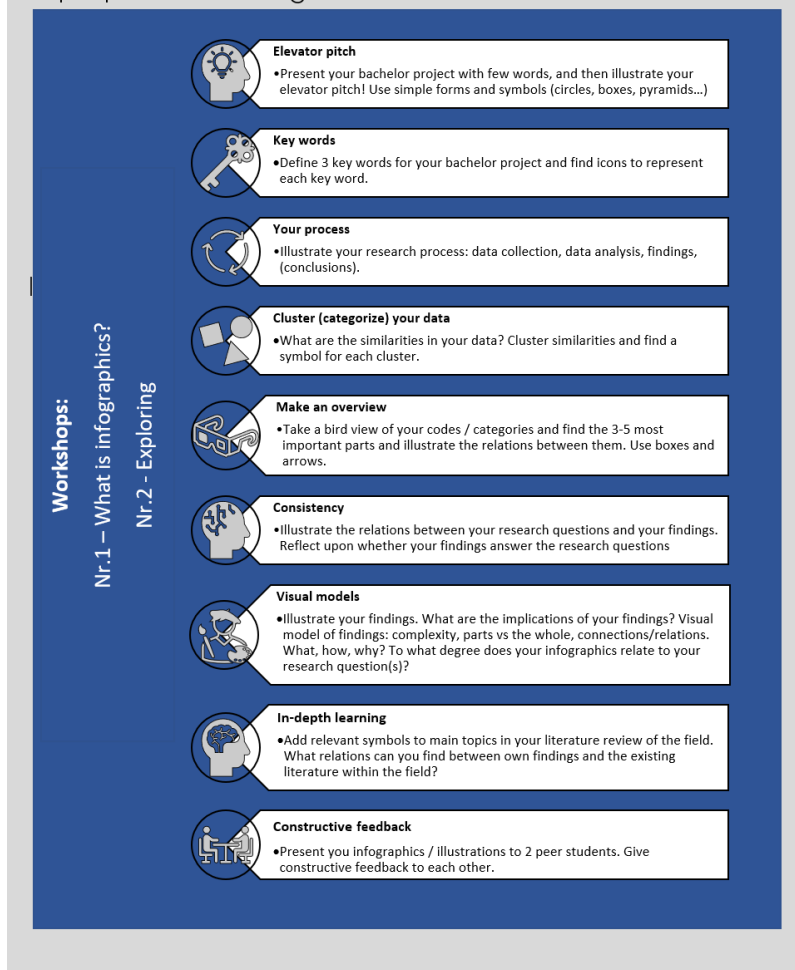 Workshops:
Nr.1 – What is infographics?
Nr.2 - Exploring
Elevator pitch
•Present your bachelor project with few words, and then illustrate your
elevator pitch! Use simple forms and symbols (circles, boxes, pyramids…)
Key words
•Define 3 key words for your bachelor project and find icons to represent
each key word.
Your process
•Illustrate your research process: data collection, data analysis, findings,
(conclusions).
Cluster (categorize) your data
•What are the similarities in your data? Cluster similarities and find a
symbol for each cluster.
Make an overview
•Take a bird view of your codes / categories and find the 3-5 most
important parts and illustrate the relations between them. Use boxes and
arrows.
Consistency
•Illustrate the relations between your research questions and your findings.
Reflect upon whether your findings answer the research questions
Visual models
•Illustrate your findings. What are the implications of your findings? Visual
model of findings: complexity, parts vs the whole, connections/relations.
What, how, why? To what degree does your infographics relate to your
research question(s)?
In-depth learning
•Add relevant symbols to main topics in your literature review of the field.
What relations can you find between own findings and the existing
literature within the field?
Constructive feedback
•Present you infographics / illustrations to 2 peer students. Give
constructive feedback to each other.